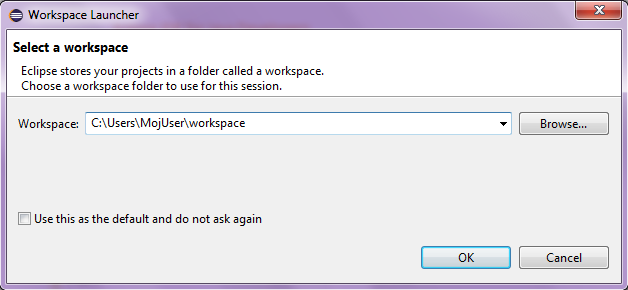 Workspace Launcher
Select a workspace
Eclipse stores your projects in a folder called a workspace.
Choose a workspace folder to use for this session.
Workspace: C:\Users\MojUser\workspace Browse...
Use this as the default and do not ask again
OK Cancel